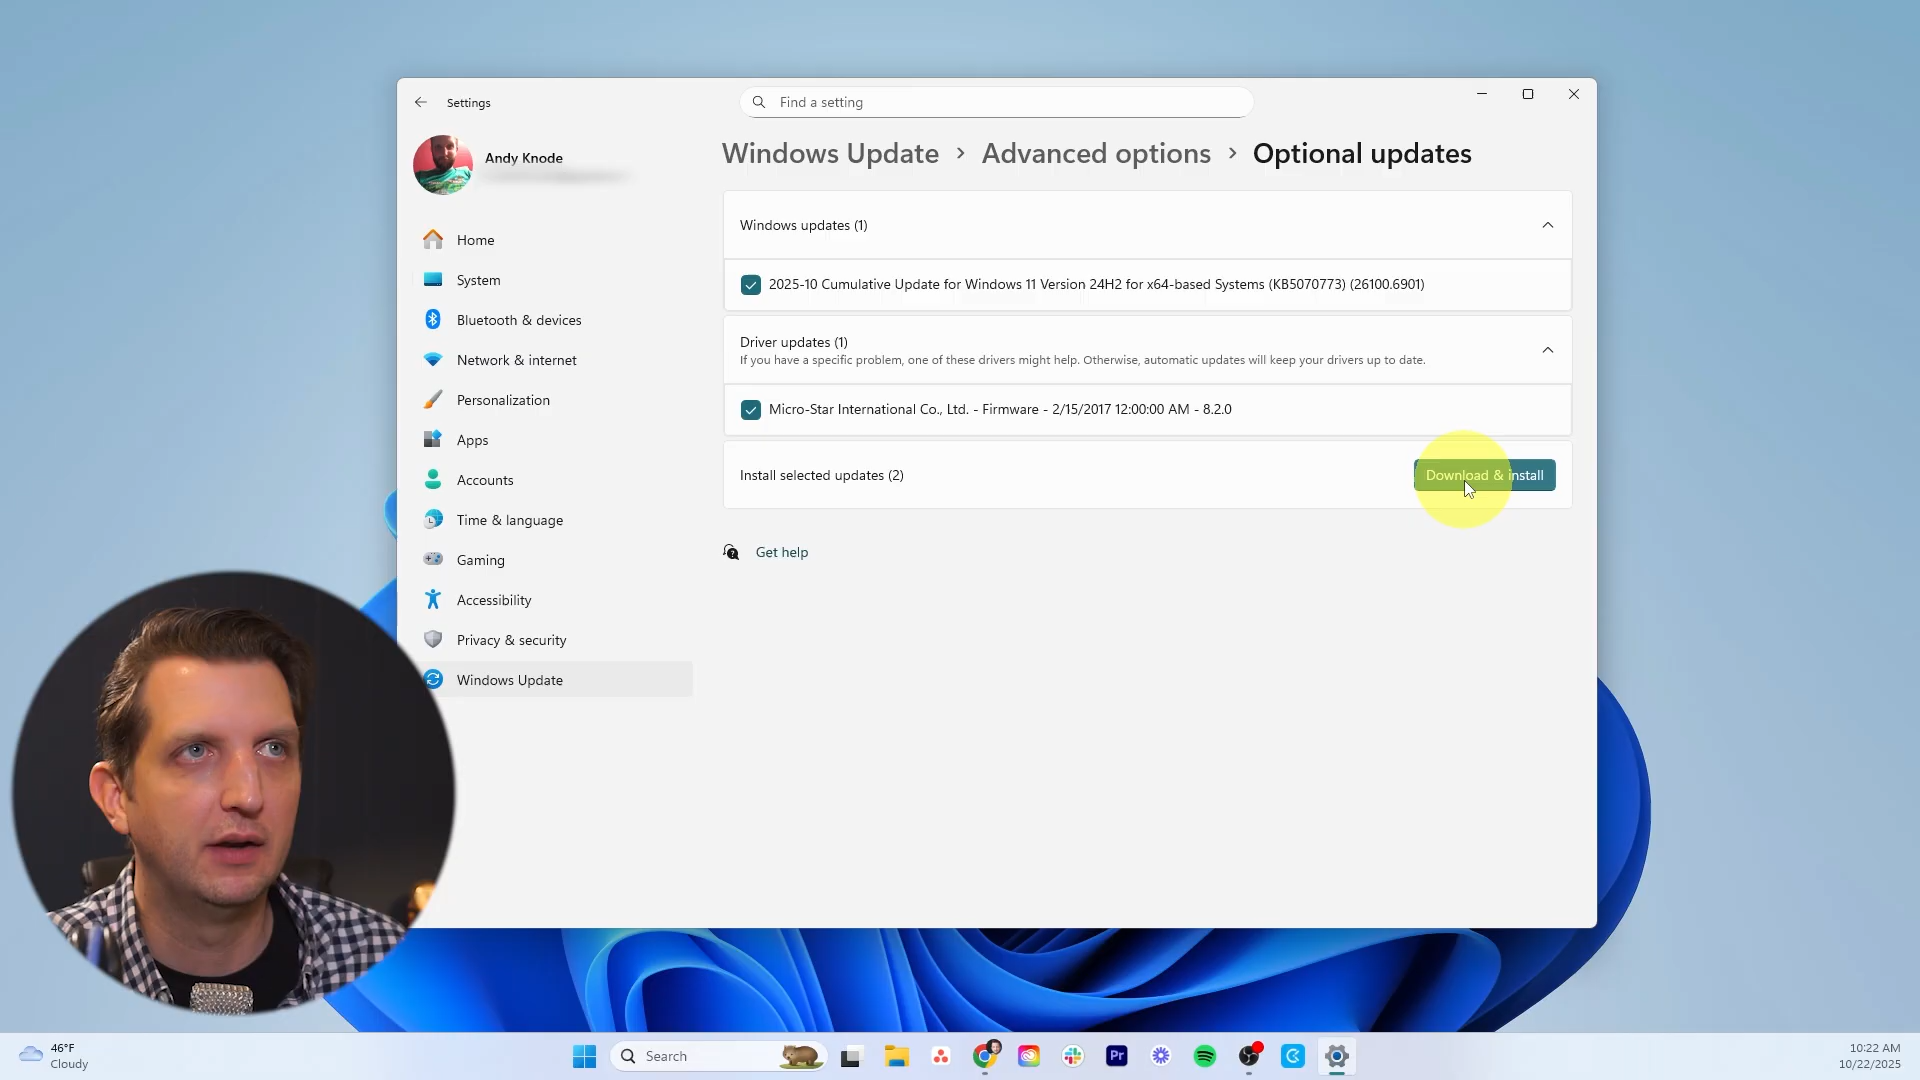 Settings
Find a setting
Andy Knode
Windows Update > Advanced options > Optional updates
Home
System
Bluetooth & devices
Network & internet
Personalization
Apps
Accounts
Time & language
Gaming
Accessibility
Privacy & security
Windows Update
Windows updates (1)
2025-10 Cumulative Update for Windows 11 Version 24H2 for x64-based Systems (KB5070773) (26100.6901)
Driver updates (1)
If you have a specific problem, one of these drivers might help. Otherwise, automatic updates will keep your drivers up to date.
Micro-Star International Co., Ltd. - Firmware - 2/15/2017 12:00:00 AM - 8.2.0
Install selected updates (2)
Download & install
Get help
46°F
Cloudy
Search
Pr
10:22 AM
10/22/2025